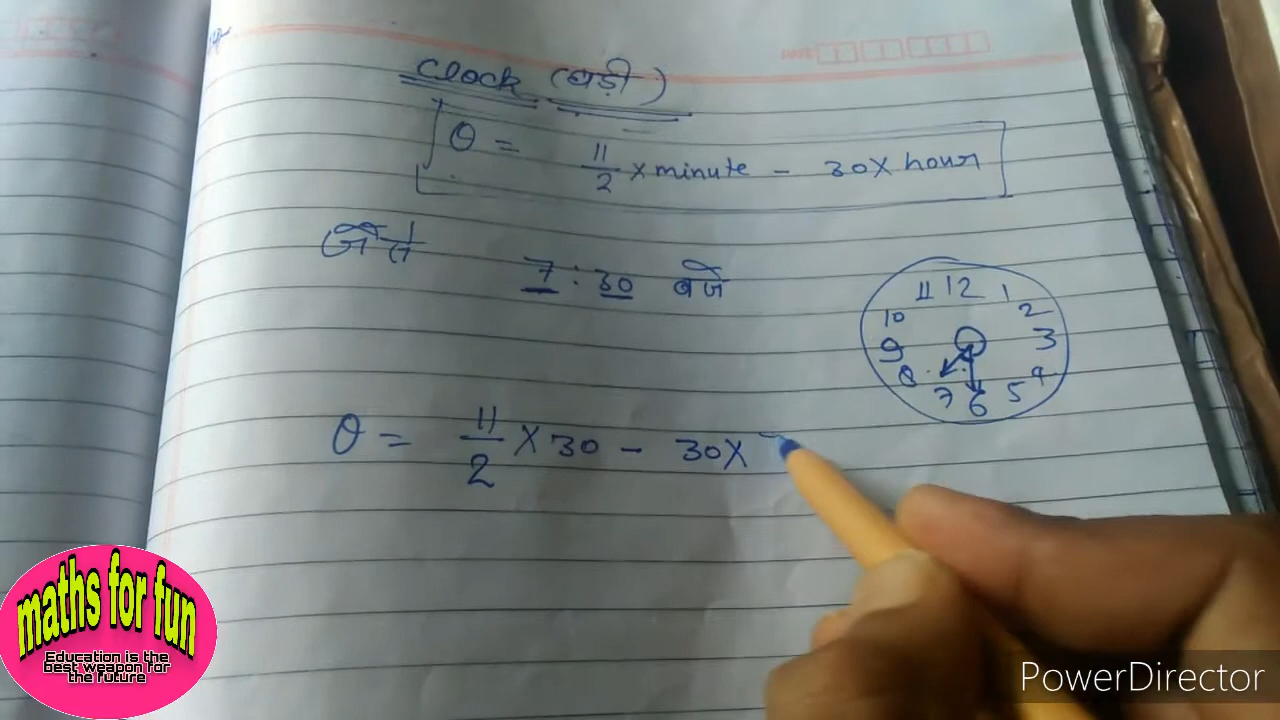 Clock (घड़ी)
θ = 11/2 × minute - 30 × hour
जैसे
7 : 30 बजे
11 12 1
10 2
9 3
8 4
7 6 5
θ = 11/2 × 30 - 30 ×
maths for fun
Education is the
best weapon for
the future
PowerDirector